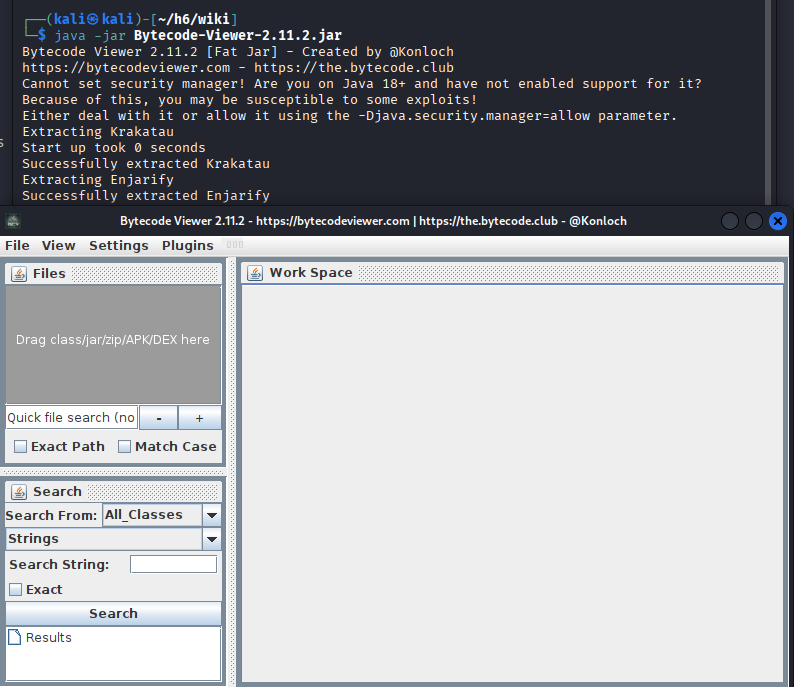 (kali㉿kali)-[~/h6/wiki]
$ java -jar Bytecode-Viewer-2.11.2.jar
Bytecode Viewer 2.11.2 [Fat Jar] - Created by @Konloch
https://bytecodeviewer.com - https://the.bytecode.club
Cannot set security manager! Are you on Java 18+ and have not enabled support for it?
Because of this, you may be susceptible to some exploits!
Either deal with it or allow it using the -Djava.security.manager=allow parameter.
Extracting Krakatau
Start up took 0 seconds
Successfully extracted Krakatau
Extracting Enjarify
Successfully extracted Enjarify
Bytecode Viewer 2.11.2 - https://bytecodeviewer.com | https://the.bytecode.club - @Konloch
File View Settings Plugins
Files
Drag class/jar/zip/APK/DEX here
Quick file search (no
- +
Exact Path Match Case
Search
Search From: All_Classes
Strings
Search String:
Exact
Search
Results
Work Space